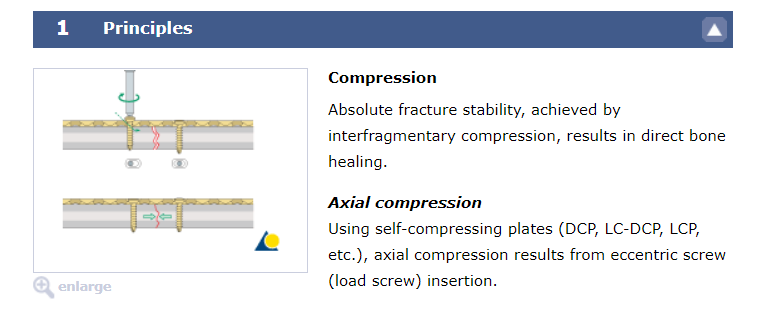 1 Principles
Compression
Absolute fracture stability, achieved by
interfragmentary compression, results in direct bone
healing.
Axial compression
Using self-compressing plates (DCP, LC-DCP, LCP,
etc.), axial compression results from eccentric screw
(load screw) insertion.
enlarge